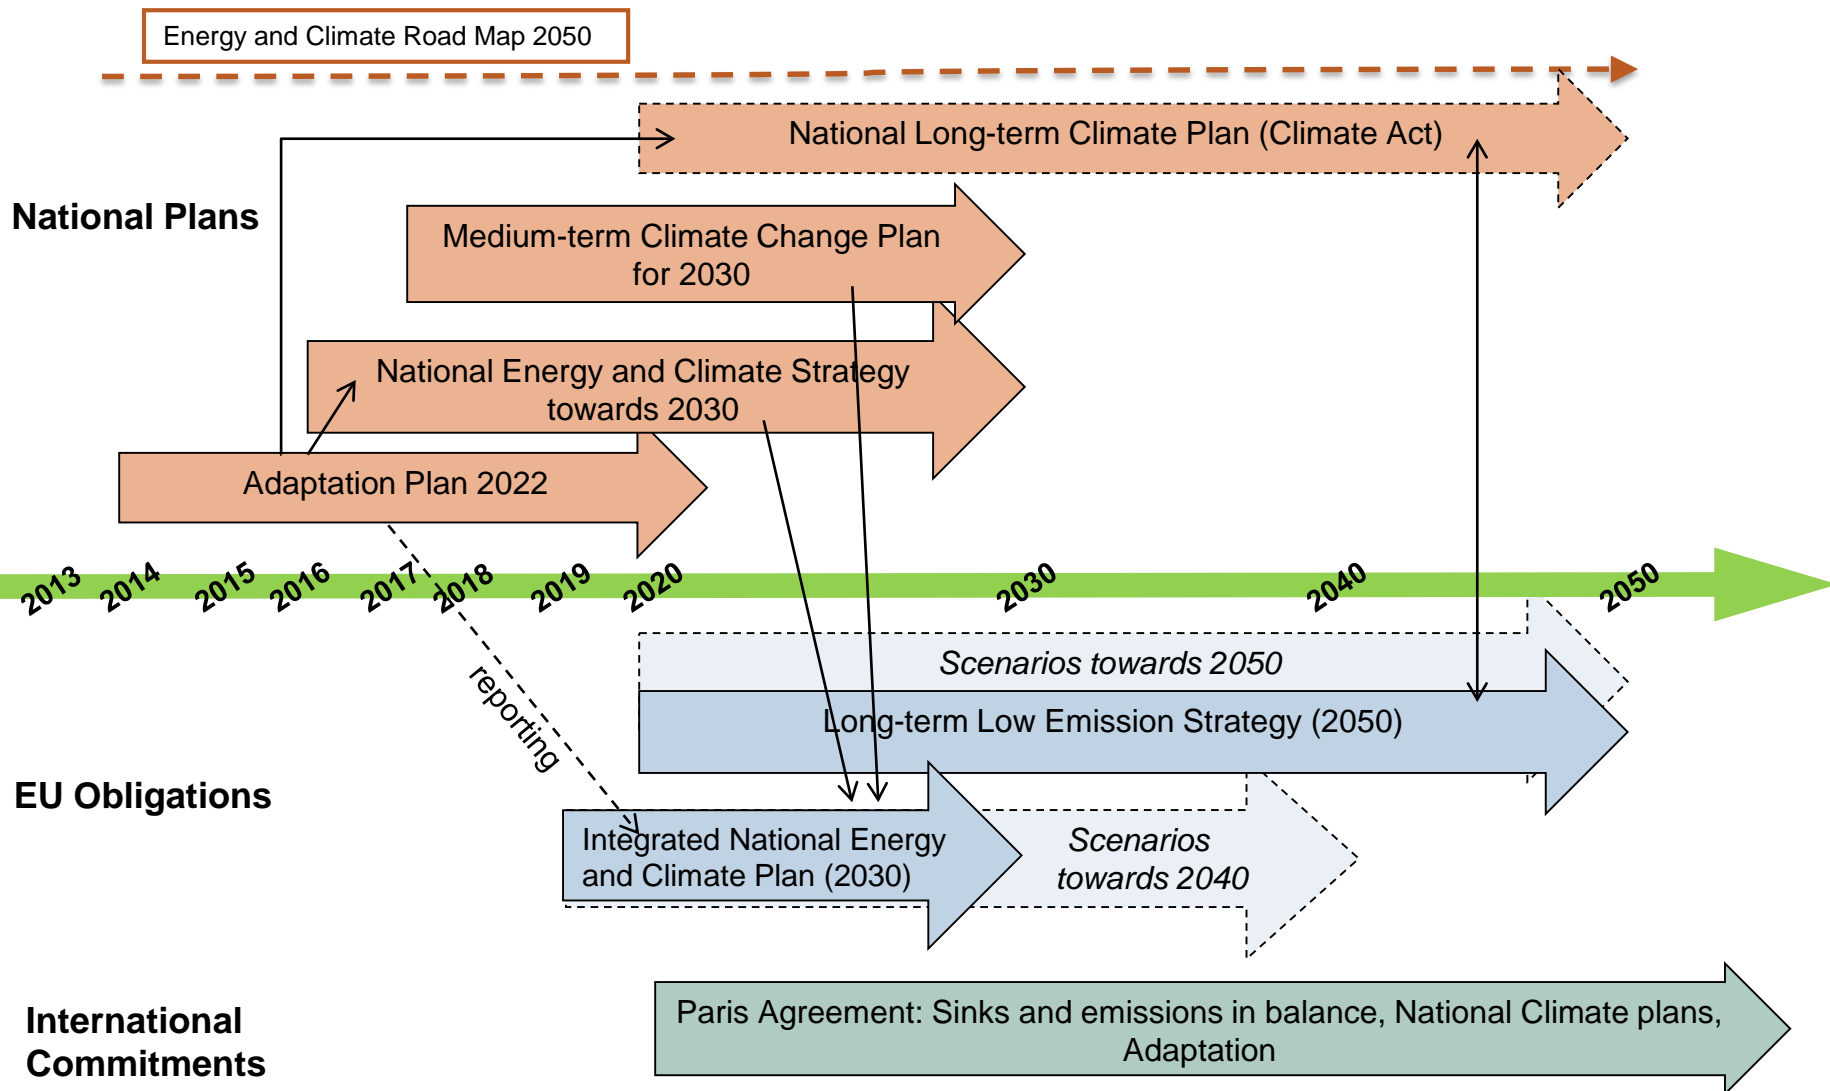 Energy and Climate Road Map 2050
National Long-term Climate Plan (Climate Act)
National Plans
Medium-term Climate Change Plan
for 2030
National Energy and Climate Strategy
towards 2030
Adaptation Plan 2022
2013
2014
2015
2016
2017
2018
2019
2020
2030
2040
2050
reporting
Scenarios towards 2050
Long-term Low Emission Strategy (2050)
EU Obligations
Integrated National Energy
and Climate Plan (2030)
Scenarios
towards 2040
International
Commitments
Paris Agreement: Sinks and emissions in balance, National Climate plans,
Adaptation